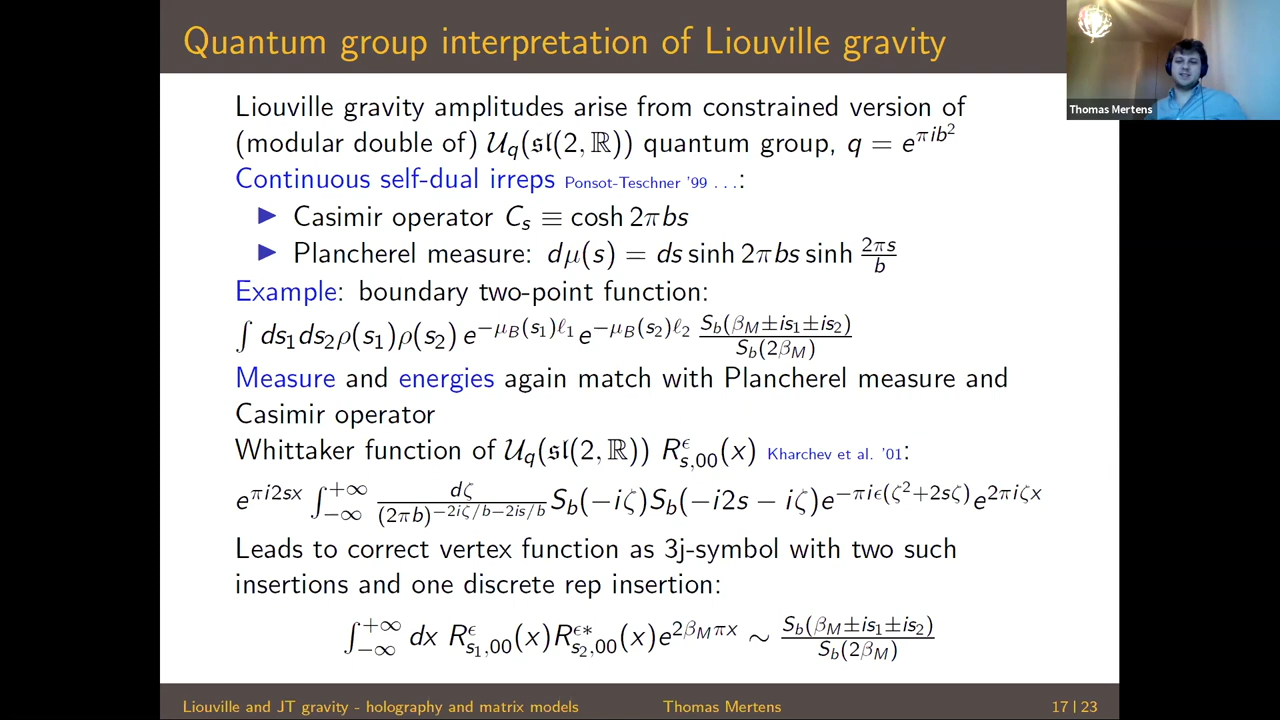 Quantum group interpretation of Liouville gravity
Thomas Mertens
Liouville gravity amplitudes arise from constrained version of
(modular double of) 𝒰_q(𝔰𝔩(2,ℝ)) quantum group, q = e^{πib²}
Continuous self-dual irreps Ponsot-Teschner '99 . . .:
▶ Casimir operator C_s ≡ cosh 2πbs
▶ Plancherel measure: dμ(s) = ds sinh 2πbs sinh \frac{2πs}{b}
Example: boundary two-point function:
∫ ds₁ds₂ρ(s₁)ρ(s₂) e^{−μ_B(s₁)ℓ₁} e^{−μ_B(s₂)ℓ₂} \frac{S_b(β_M±is₁±is₂)}{S_b(2β_M)}
Measure and energies again match with Plancherel measure and
Casimir operator
Whittaker function of 𝒰_q(𝔰𝔩(2,ℝ)) R^ϵ_{s,00}(x) Kharchev et al. '01:
e^{πi2sx} ∫_{−∞}^{+∞} \frac{dζ}{(2πb)^{−2iζ/b−2is/b}} S_b(−iζ)S_b(−i2s − iζ)e^{−πiϵ(ζ²+2sζ)}e^{2πiζx}
Leads to correct vertex function as 3j-symbol with two such
insertions and one discrete rep insertion:
∫_{−∞}^{+∞} dx R^ϵ_{s₁,00}(x)R^{ϵ*}_{s₂,00}(x)e^{2β_Mπx} ∼ \frac{S_b(β_M±is₁±is₂)}{S_b(2β_M)}
Liouville and JT gravity - holography and matrix models Thomas Mertens 17 | 23